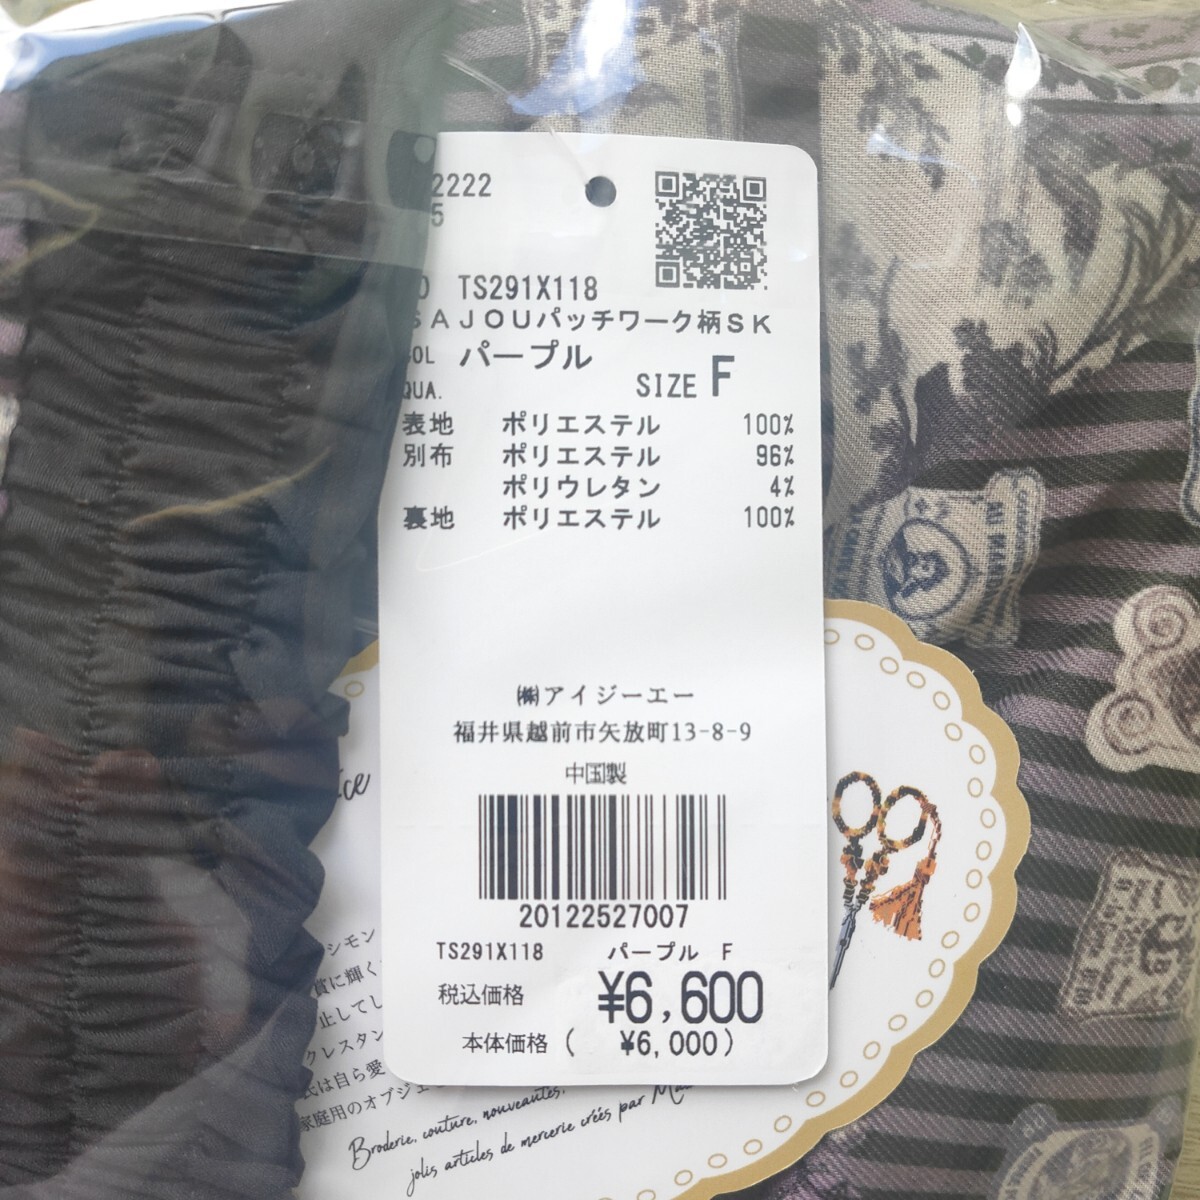 2222
5
TS291X118
SAJOUパッチワーク柄SK
COL パープル
QUA.
SIZE F
表地 ポリエステル 100%
別布 ポリエステル 96%
ポリウレタン 4%
裏地 ポリエステル 100%
㈱アイジーエー
福井県越前市矢放町13-8-9
中国製
20122527007
TS291X118 パープル F
税込価格 ¥6,600
本体価格 ( ¥6,000)
シモン
賞に輝く
止してし
クレスタン
氏は自ら愛
家庭用のオブジェ
Broderie, couture, nouveautés,
jolis articles de mercerie créés par